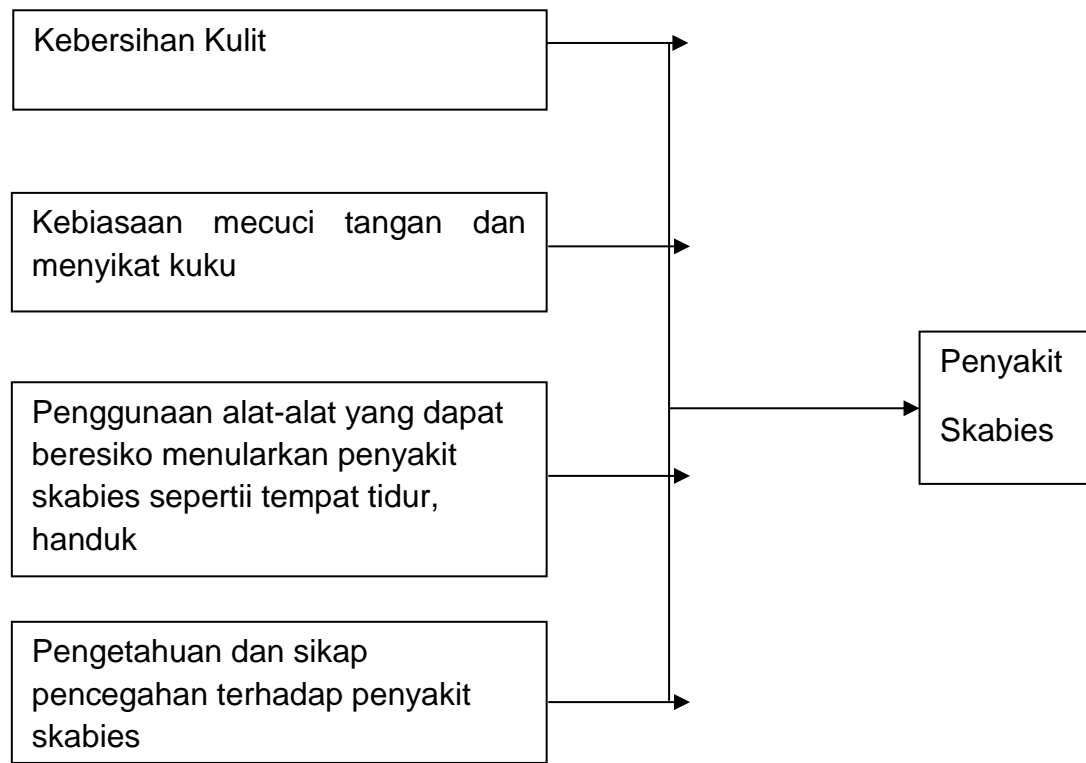 Kebersihan Kulit
Kebiasaan mecuci tangan dan
menyikat kuku
Penggunaan alat-alat yang dapat
beresiko menularkan penyakit
skabies sepertii tempat tidur,
handuk
Pengetahuan dan sikap
pencegahan terhadap penyakit
skabies
Penyakit
Skabies